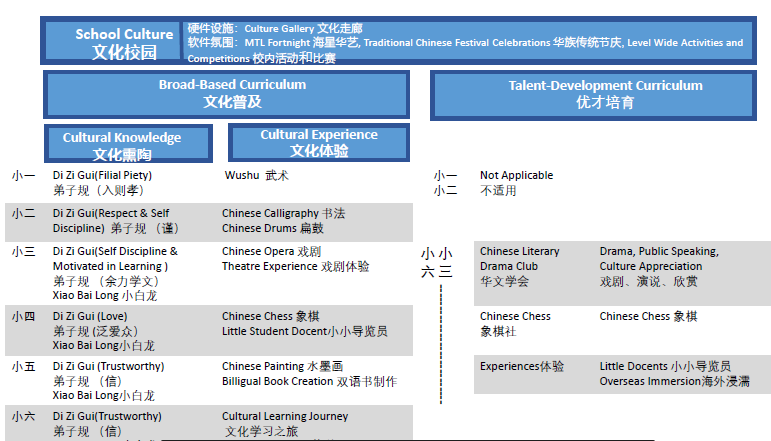 School Culture
文化校园
硬件设施：Culture Gallery 文化走廊
软件氛围：MTL Fortnight 海星华艺, Traditional Chinese Festival Celebrations 华族传统节庆, Level Wide Activities and
Competitions 校内活动和比赛
Broad-Based Curriculum
文化普及
Talent-Development Curriculum
优才培育
Cultural Knowledge
文化熏陶
Cultural Experience
文化体验
小一 Di Zi Gui(Filial Piety)
弟子规（入则孝）
Wushu 武术
小一 Not Applicable
小二 不适用
小二 Di Zi Gui(Respect & Self
Discipline) 弟子规 （谨）
Chinese Calligraphy 书法
Chinese Drums 扁鼓
小三 Di Zi Gui(Self Discipline &
Motivated in Learning )
弟子规 （余力学文）
Xiao Bai Long 小白龙
Chinese Opera 戏剧
Theatre Experience 戏剧体验
小 小
六 三
Chinese Literary
Drama Club
华文学会
Drama, Public Speaking,
Culture Appreciation
戏剧、演说、欣赏
小四 Di Zi Gui (Love)
弟子规 (泛爱众）
Xiao Bai Long小白龙
Chinese Chess 象棋
Little Student Docent小小导览员
Chinese Chess
象棋社
Chinese Chess 象棋
小五 Di Zi Gui (Trustworthy)
弟子规 （信）
Xiao Bai Long小白龙
Chinese Painting 水墨画
Billigual Book Creation 双语书制作
Experiences体验
Little Docents 小小导览员
Overseas Immersion海外浸濡
小六 Di Zi Gui(Trustworthy)
弟子规 （信）
Cultural Learning Journey
文化学习之旅